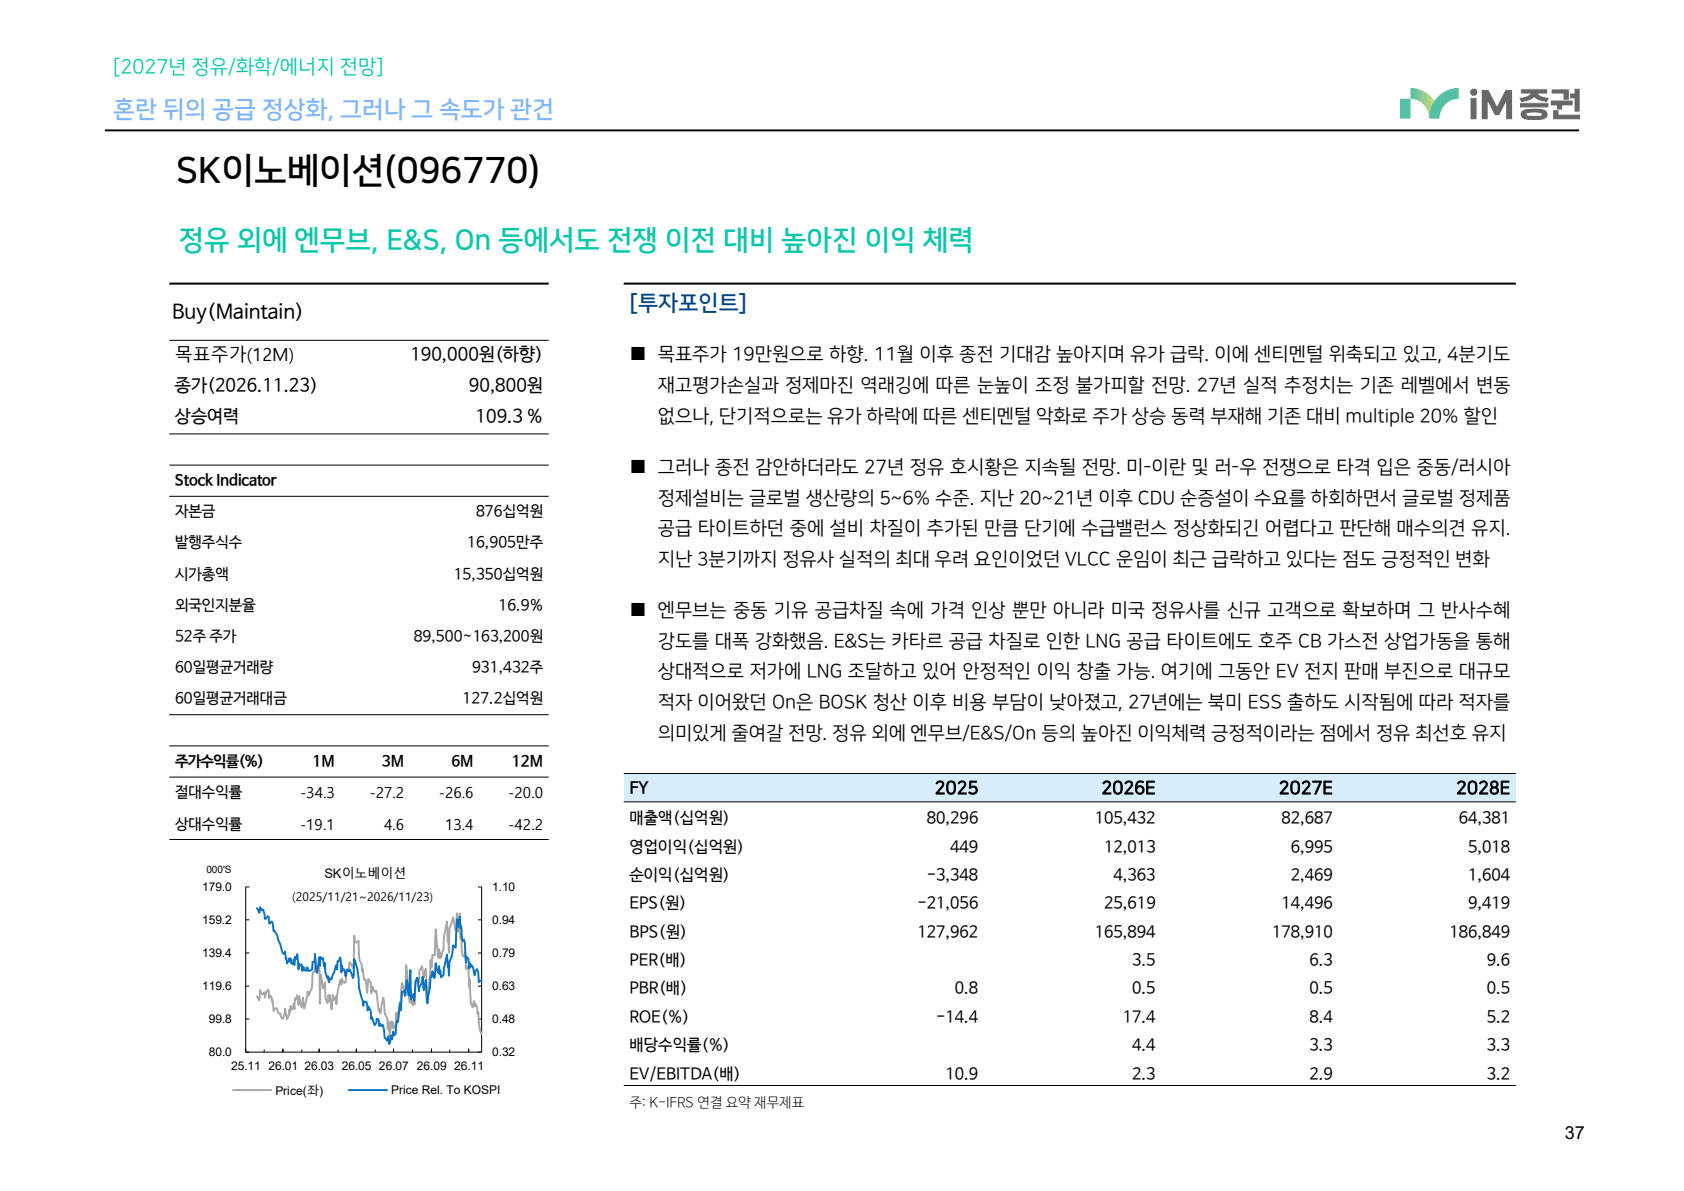 [2027년 정유/화학/에너지 전망]
혼란 뒤의 공급 정상화, 그러나 그 속도가 관건
iM증권
SK이노베이션(096770)
정유 외에 엔무브, E&S, On 등에서도 전쟁 이전 대비 높아진 이익 체력
Buy(Maintain)
목표주가(12M) 190,000원(하향)
종가(2026.11.23) 90,800원
상승여력 109.3 %
Stock Indicator
자본금 876십억원
발행주식수 16,905만주
시가총액 15,350십억원
외국인지분율 16.9%
52주 주가 89,500~163,200원
60일평균거래량 931,432주
60일평균거래대금 127.2십억원
주가수익률(%) 1M 3M 6M 12M
절대수익률 -34.3 -27.2 -26.6 -20.0
상대수익률 -19.1 4.6 13.4 -42.2
000'S
SK이노베이션
(2025/11/21~2026/11/23)
179.0 1.10
159.2 0.94
139.4 0.79
119.6 0.63
99.8 0.48
80.0 0.32
25.11 26.01 26.03 26.05 26.07 26.09 26.11
Price(좌) Price Rel. To KOSPI
[투자포인트]
■ 목표주가 19만원으로 하향. 11월 이후 종전 기대감 높아지며 유가 급락. 이에 센티멘털 위축되고 있고, 4분기도
재고평가손실과 정제마진 역래깅에 따른 눈높이 조정 불가피할 전망. 27년 실적 추정치는 기존 레벨에서 변동
없으나, 단기적으로는 유가 하락에 따른 센티멘털 악화로 주가 상승 동력 부재해 기존 대비 multiple 20% 할인
■ 그러나 종전 감안하더라도 27년 정유 호시황은 지속될 전망. 미-이란 및 러-우 전쟁으로 타격 입은 중동/러시아
정제설비는 글로벌 생산량의 5~6% 수준. 지난 20~21년 이후 CDU 순증설이 수요를 하회하면서 글로벌 정제품
공급 타이트하던 중에 설비 차질이 추가된 만큼 단기에 수급밸런스 정상화되긴 어렵다고 판단해 매수의견 유지.
지난 3분기까지 정유사 실적의 최대 우려 요인이었던 VLCC 운임이 최근 급락하고 있다는 점도 긍정적인 변화
■ 엔무브는 중동 기유 공급차질 속에 가격 인상 뿐만 아니라 미국 정유사를 신규 고객으로 확보하며 그 반사수혜
강도를 대폭 강화했음. E&S는 카타르 공급 차질로 인한 LNG 공급 타이트에도 호주 CB 가스전 상업가동을 통해
상대적으로 저가에 LNG 조달하고 있어 안정적인 이익 창출 가능. 여기에 그동안 EV 전지 판매 부진으로 대규모
적자 이어왔던 On은 BOSK 청산 이후 비용 부담이 낮아졌고, 27년에는 북미 ESS 출하도 시작됨에 따라 적자를
의미있게 줄여갈 전망. 정유 외에 엔무브/E&S/On 등의 높아진 이익체력 긍정적이라는 점에서 정유 최선호 유지
FY 2025 2026E 2027E 2028E
매출액(십억원) 80,296 105,432 82,687 64,381
영업이익(십억원) 449 12,013 6,995 5,018
순이익(십억원) -3,348 4,363 2,469 1,604
EPS(원) -21,056 25,619 14,496 9,419
BPS(원) 127,962 165,894 178,910 186,849
PER(배) 3.5 6.3 9.6
PBR(배) 0.8 0.5 0.5 0.5
ROE(%) -14.4 17.4 8.4 5.2
배당수익률(%) 4.4 3.3 3.3
EV/EBITDA(배) 10.9 2.3 2.9 3.2
주: K-IFRS 연결 요약 재무제표
37